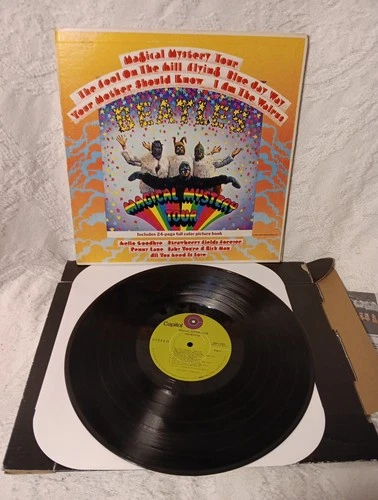 Magical Mystery Tour
The Fool On The Hill Flying Blue Jay Way
Your Mother Should Know I Am The Walrus
BEATLES
MAGICAL MYSTERY
TOUR
Includes 24-page full color picture book
Hello Goodbye Strawberry Fields Forever
Penny Lane Baby You're A Rich Man
All You Need Is Love
Capitol
STEREO